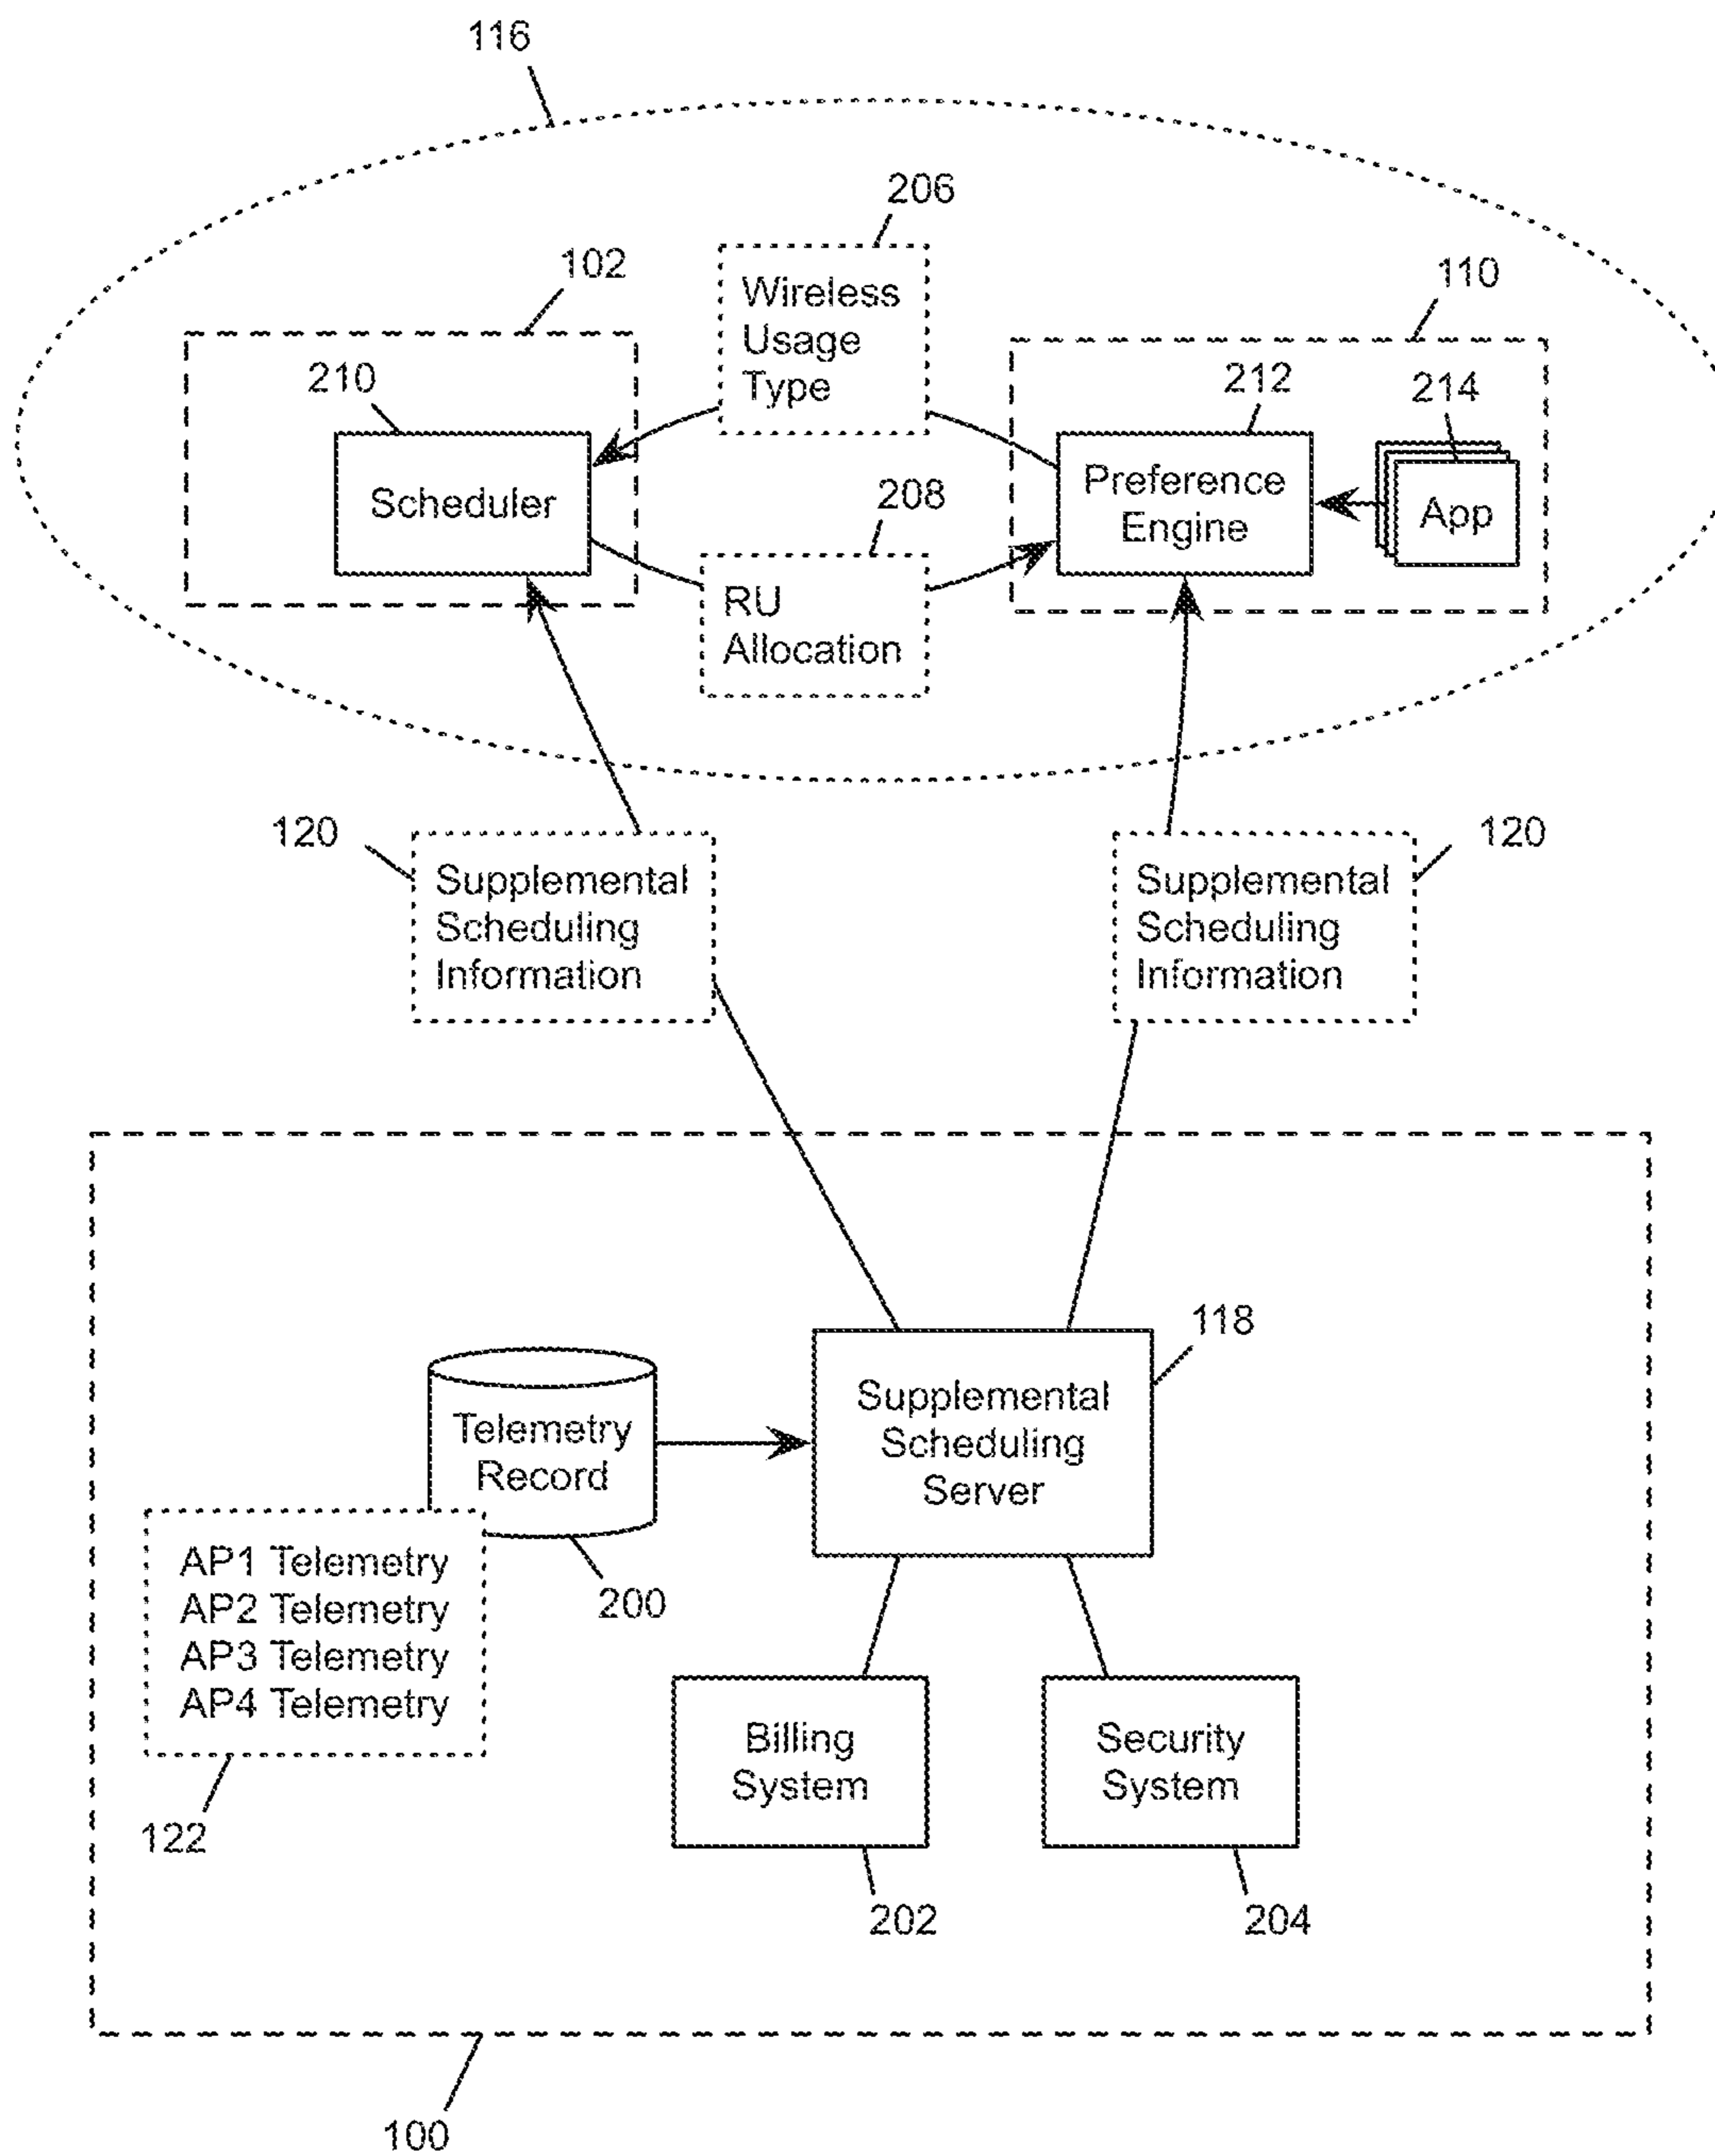 116
206
102
Wireless
Usage
Type
110
210
212
214
Scheduler
Preference
Engine
App
208
RU
Allocation
120
Supplemental
Scheduling
Information
Supplemental
Scheduling
Information
120
118
Supplemental
Scheduling
Server
Telemetry
Record
200
AP1 Telemetry
AP2 Telemetry
AP3 Telemetry
AP4 Telemetry
122
Billing
System
Security
System
202
204
100